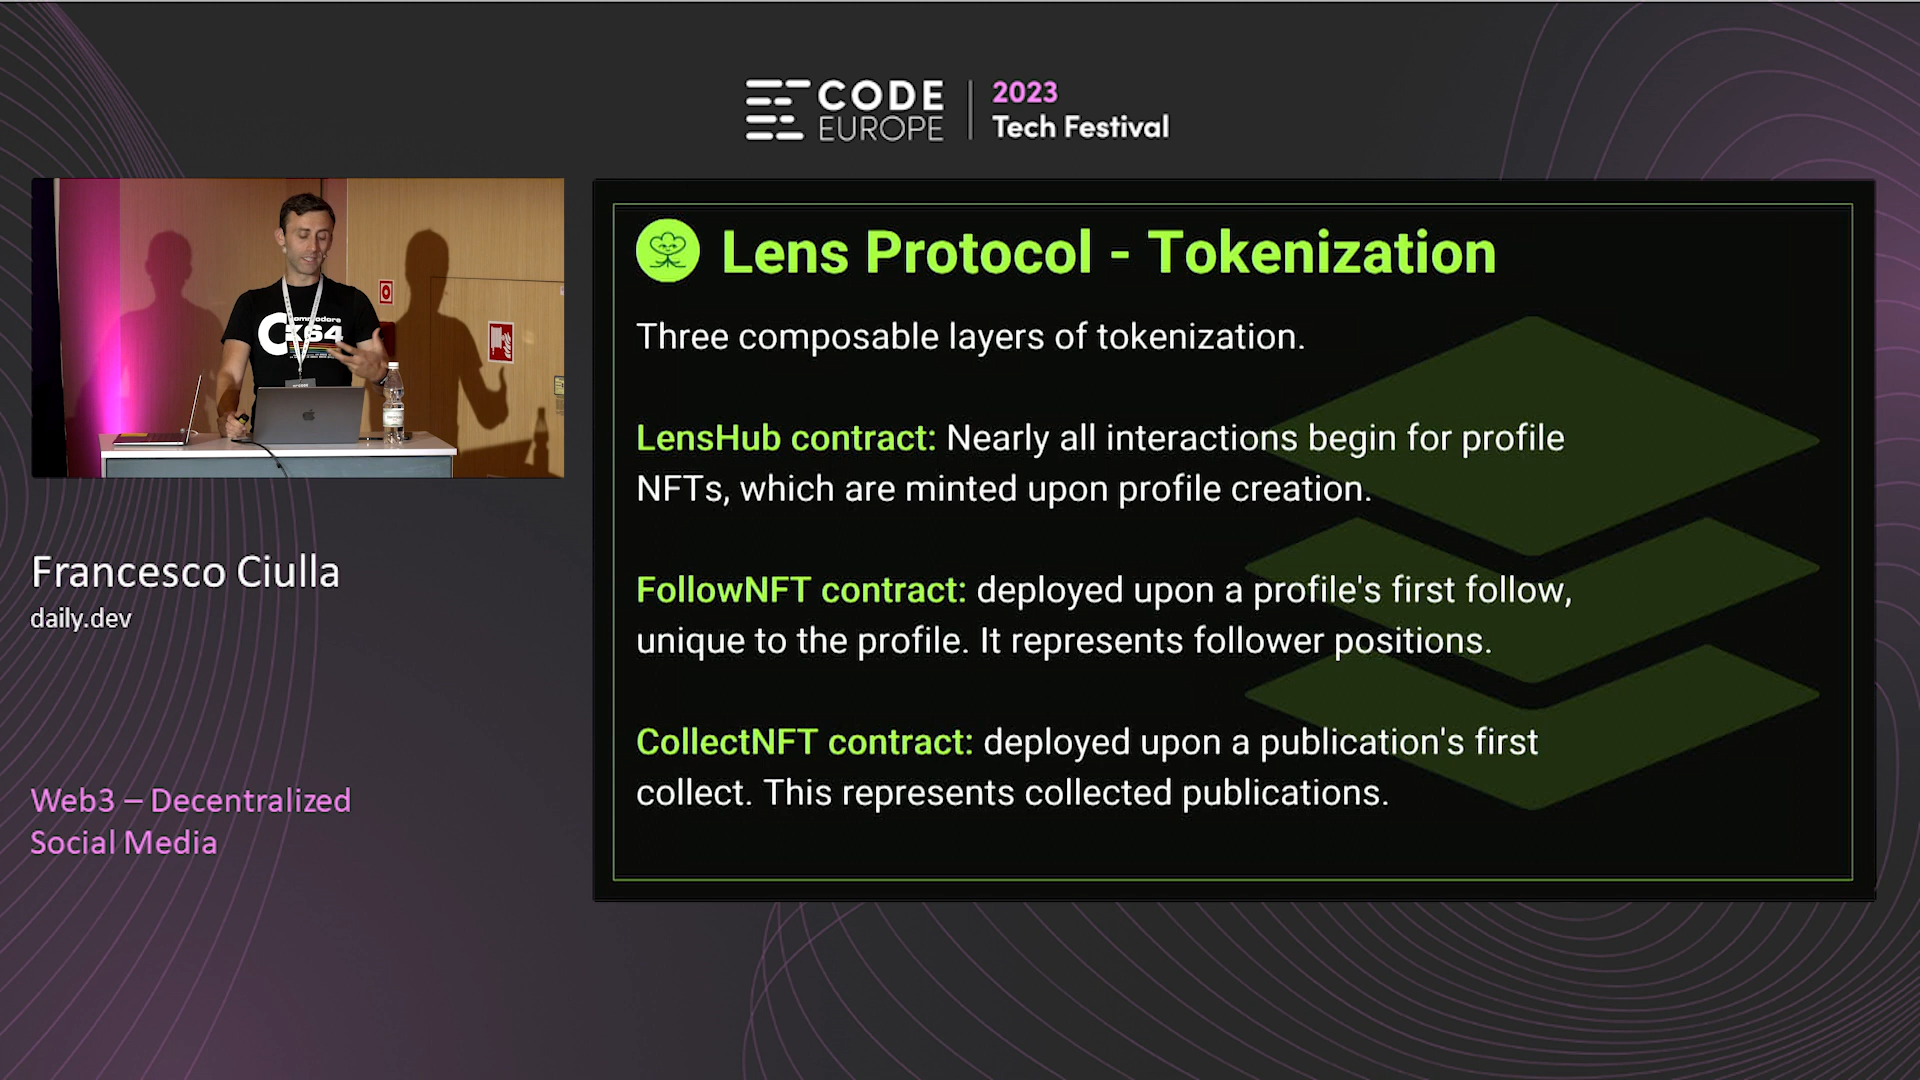 CODE
EUROPE
2023
Tech Festival
commodore
C64
Francesco Ciulla
daily.dev
Web3 – Decentralized
Social Media
Lens Protocol - Tokenization
Three composable layers of tokenization.
LensHub contract: Nearly all interactions begin for profile
NFTs, which are minted upon profile creation.
FollowNFT contract: deployed upon a profile's first follow,
unique to the profile. It represents follower positions.
CollectNFT contract: deployed upon a publication's first
collect. This represents collected publications.